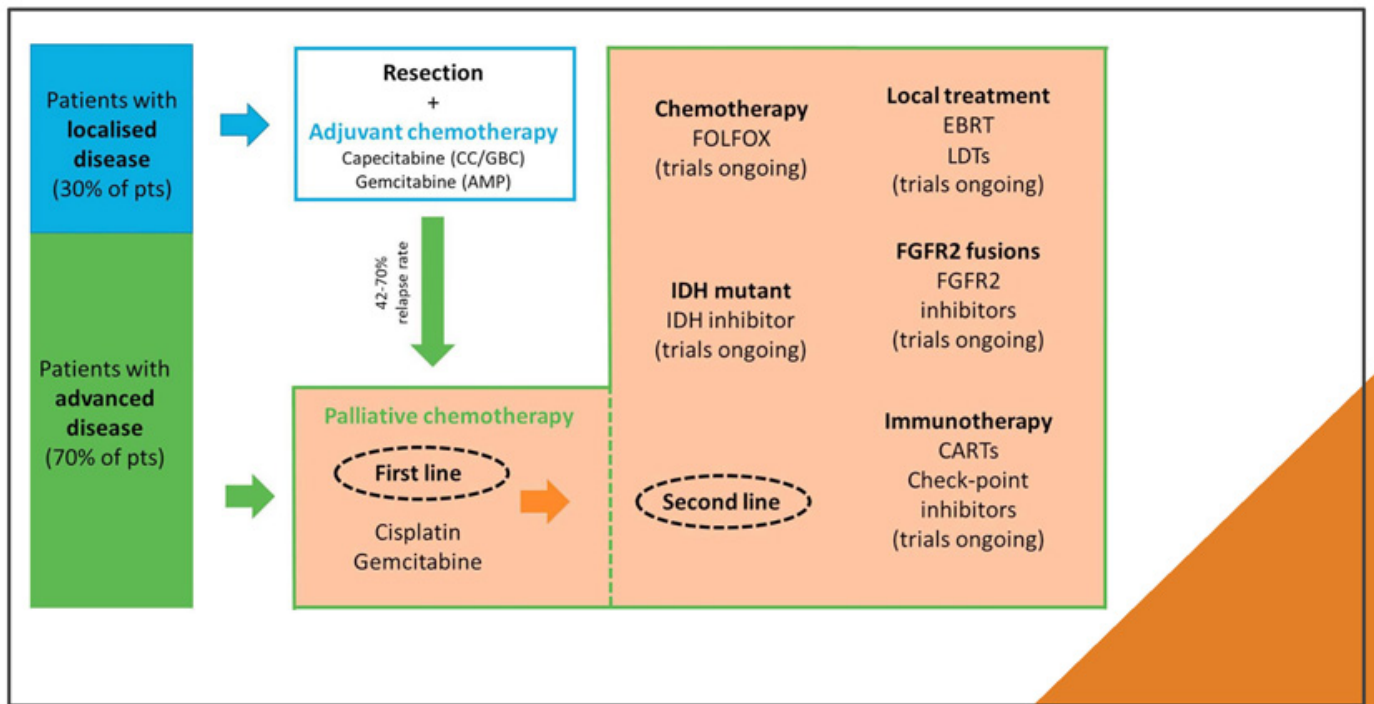 Patients with
localised
disease
(30% of pts)
Patients with
advanced
disease
(70% of pts)
Resection
+
Adjuvant chemotherapy
Capecitabine (CC/GBC)
Gemcitabine (AMP)
42-70%
relapse rate
Palliative chemotherapy
First line
Cisplatin
Gemcitabine
Chemotherapy
FOLFOX
(trials ongoing)
IDH mutant
IDH inhibitor
(trials ongoing)
Second line
Local treatment
EBRT
LDTs
(trials ongoing)
FGFR2 fusions
FGFR2
inhibitors
(trials ongoing)
Immunotherapy
CARTs
Check-point
inhibitors
(trials ongoing)